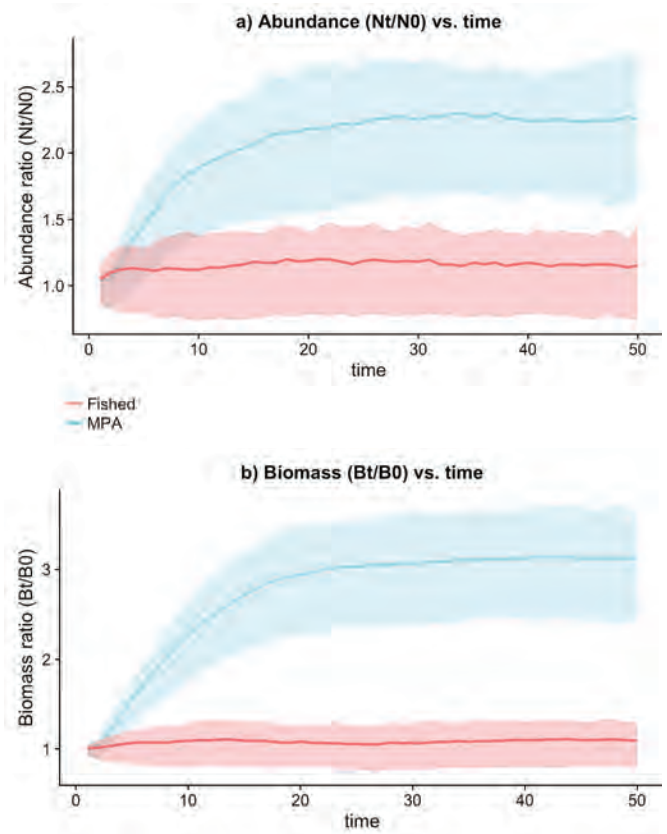 a) Abundance (Nt/N0) vs. time
Abundance ratio (Nt/N0)
2.5
2.0
1.5
1.0
0
10
20
30
40
50
time
Fished
MPA
b) Biomass (Bt/B0) vs. time
Biomass ratio (Bt/B0)
3
2
1
0
10
20
30
40
50
time